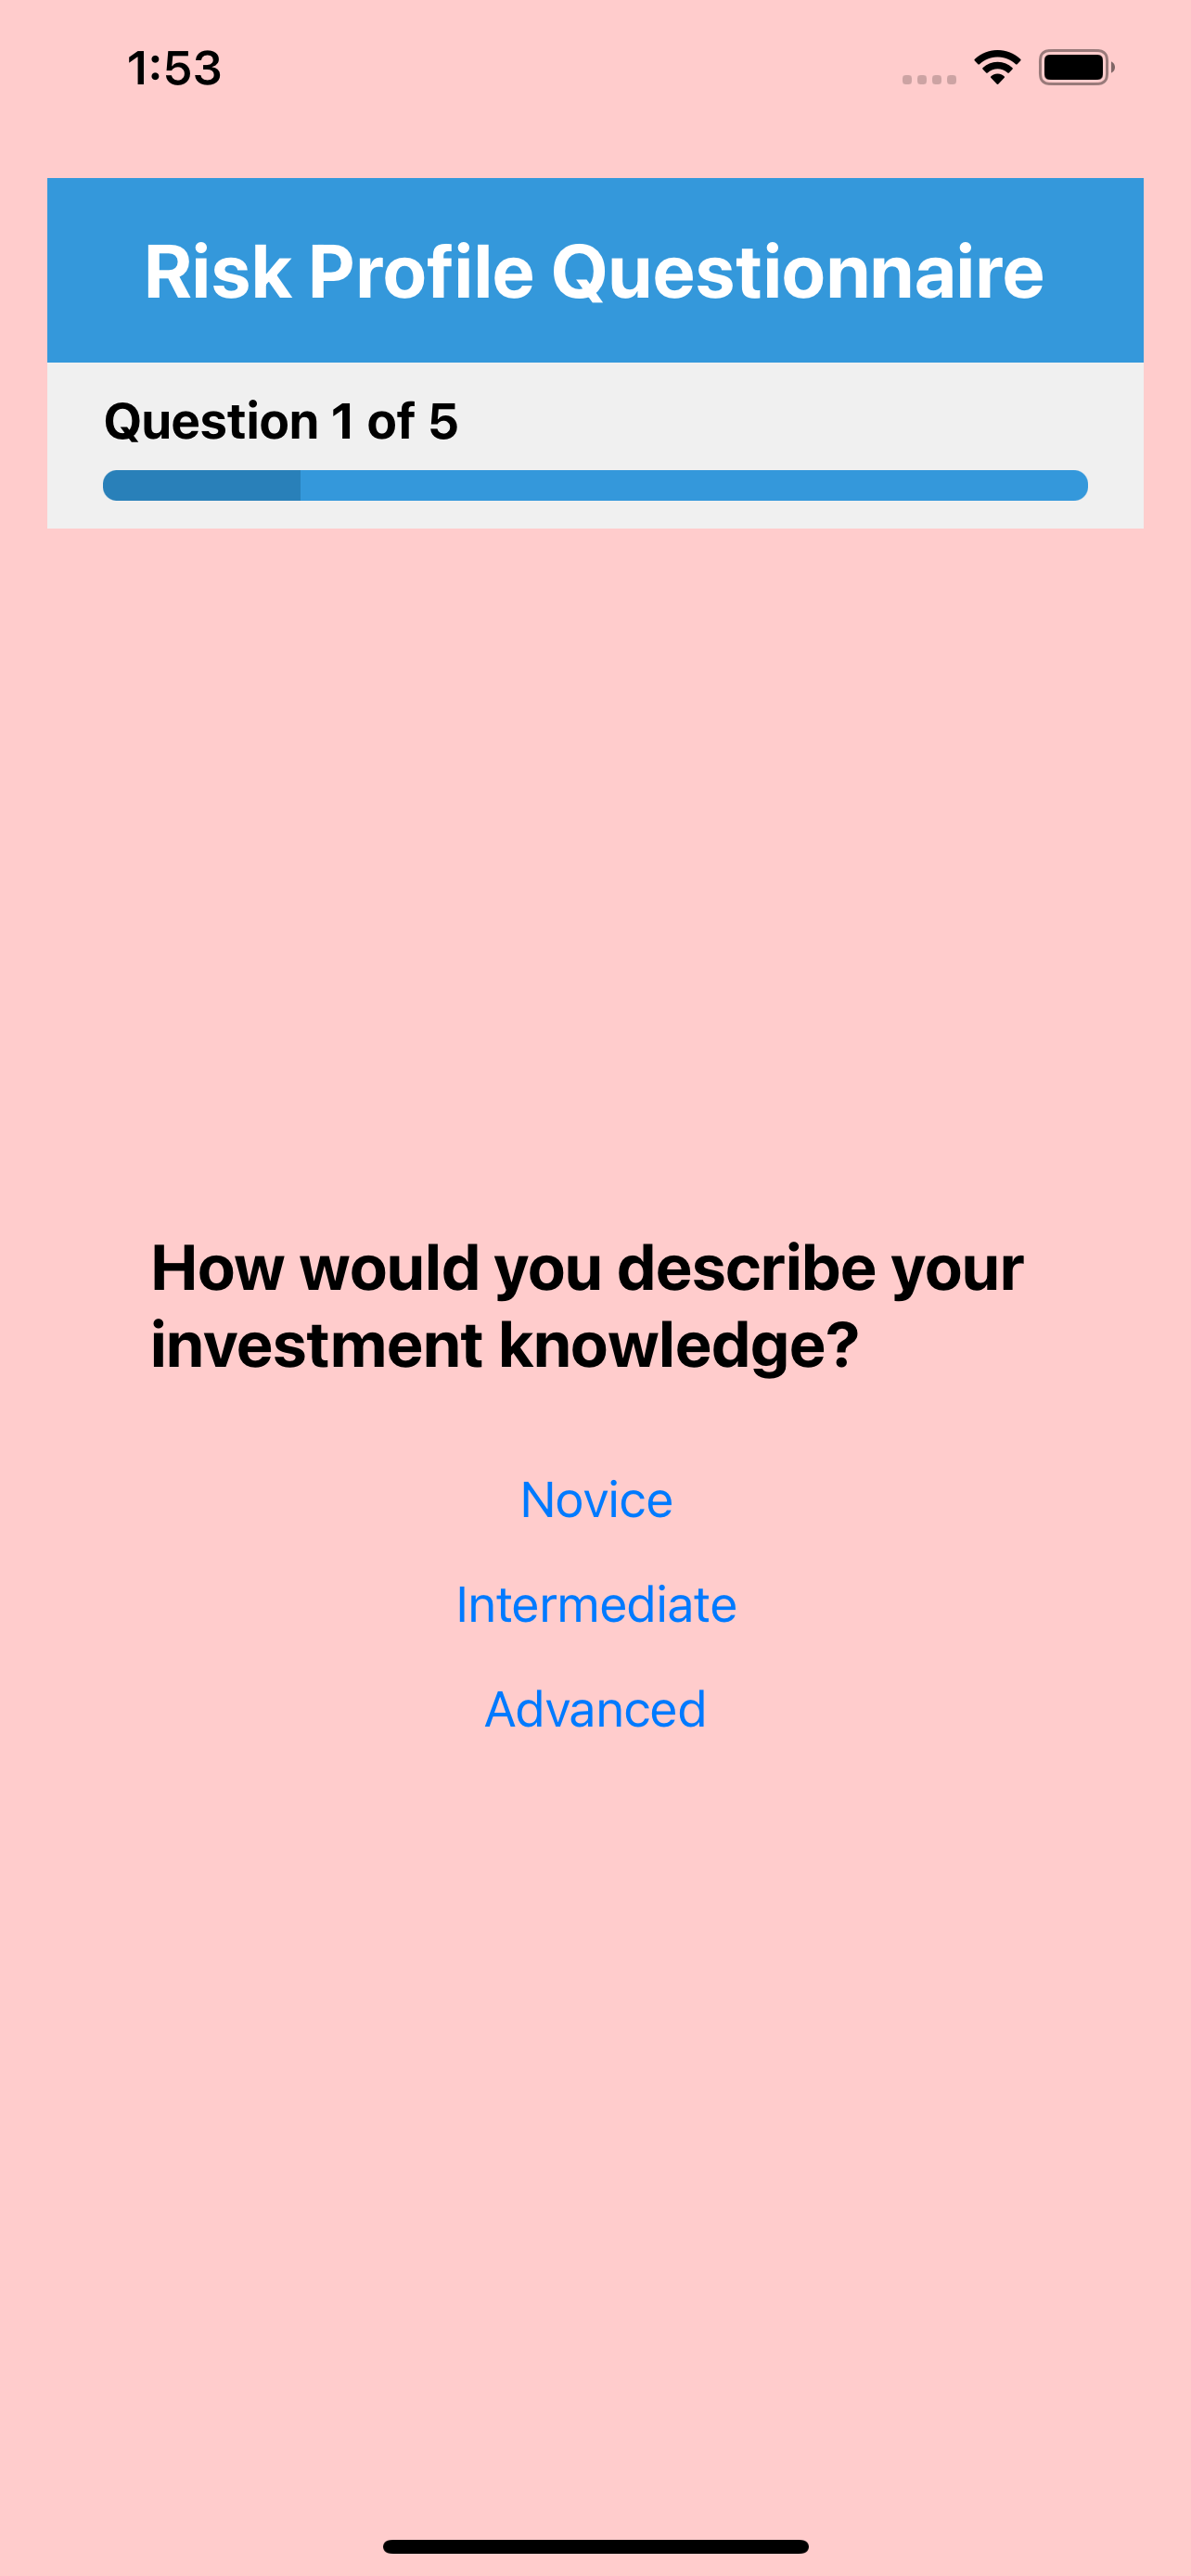 1:53
Risk Profile Questionnaire
Question 1 of 5
How would you describe your
investment knowledge?
Novice
Intermediate
Advanced